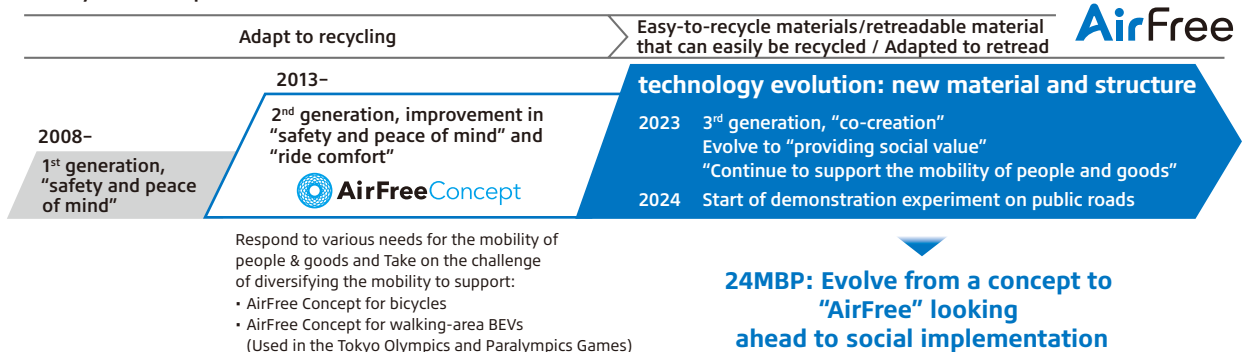 Adapt to recycling
Easy-to-recycle materials/retreadable material
that can easily be recycled / Adapted to retread
AirFree
2008–
1st generation,
“safety and peace
of mind”
2013–
2nd generation, improvement in
“safety and peace of mind” and
“ride comfort”
AirFreeConcept
Respond to various needs for the mobility of
people & goods and Take on the challenge
of diversifying the mobility to support:
• AirFree Concept for bicycles
• AirFree Concept for walking-area BEVs
(Used in the Tokyo Olympics and Paralympics Games)
technology evolution: new material and structure
2023 3rd generation, “co-creation”
Evolve to “providing social value”
“Continue to support the mobility of people and goods”
2024 Start of demonstration experiment on public roads
24MBP: Evolve from a concept to
“AirFree” looking
ahead to social implementation